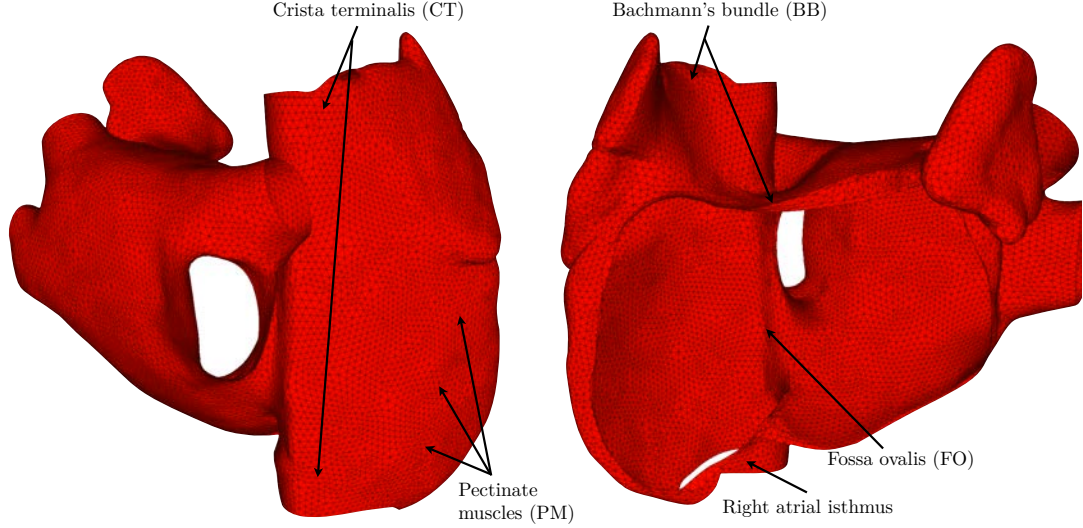 Crista terminalis (CT)
Bachmann's bundle (BB)
Fossa ovalis (FO)
Pectinate
muscles (PM)
Right atrial isthmus